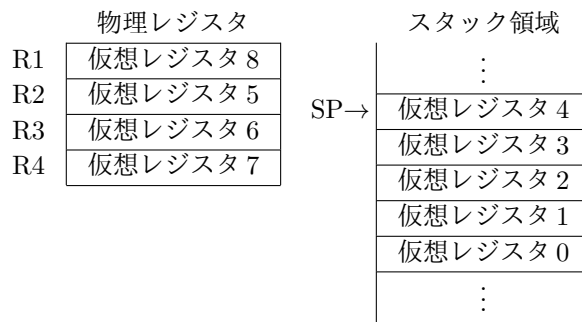 物理レジスタ
R1 仮想レジスタ 8
R2 仮想レジスタ 5
R3 仮想レジスタ 6
R4 仮想レジスタ 7
スタック領域
⋮
SP→ 仮想レジスタ 4
仮想レジスタ 3
仮想レジスタ 2
仮想レジスタ 1
仮想レジスタ 0
⋮